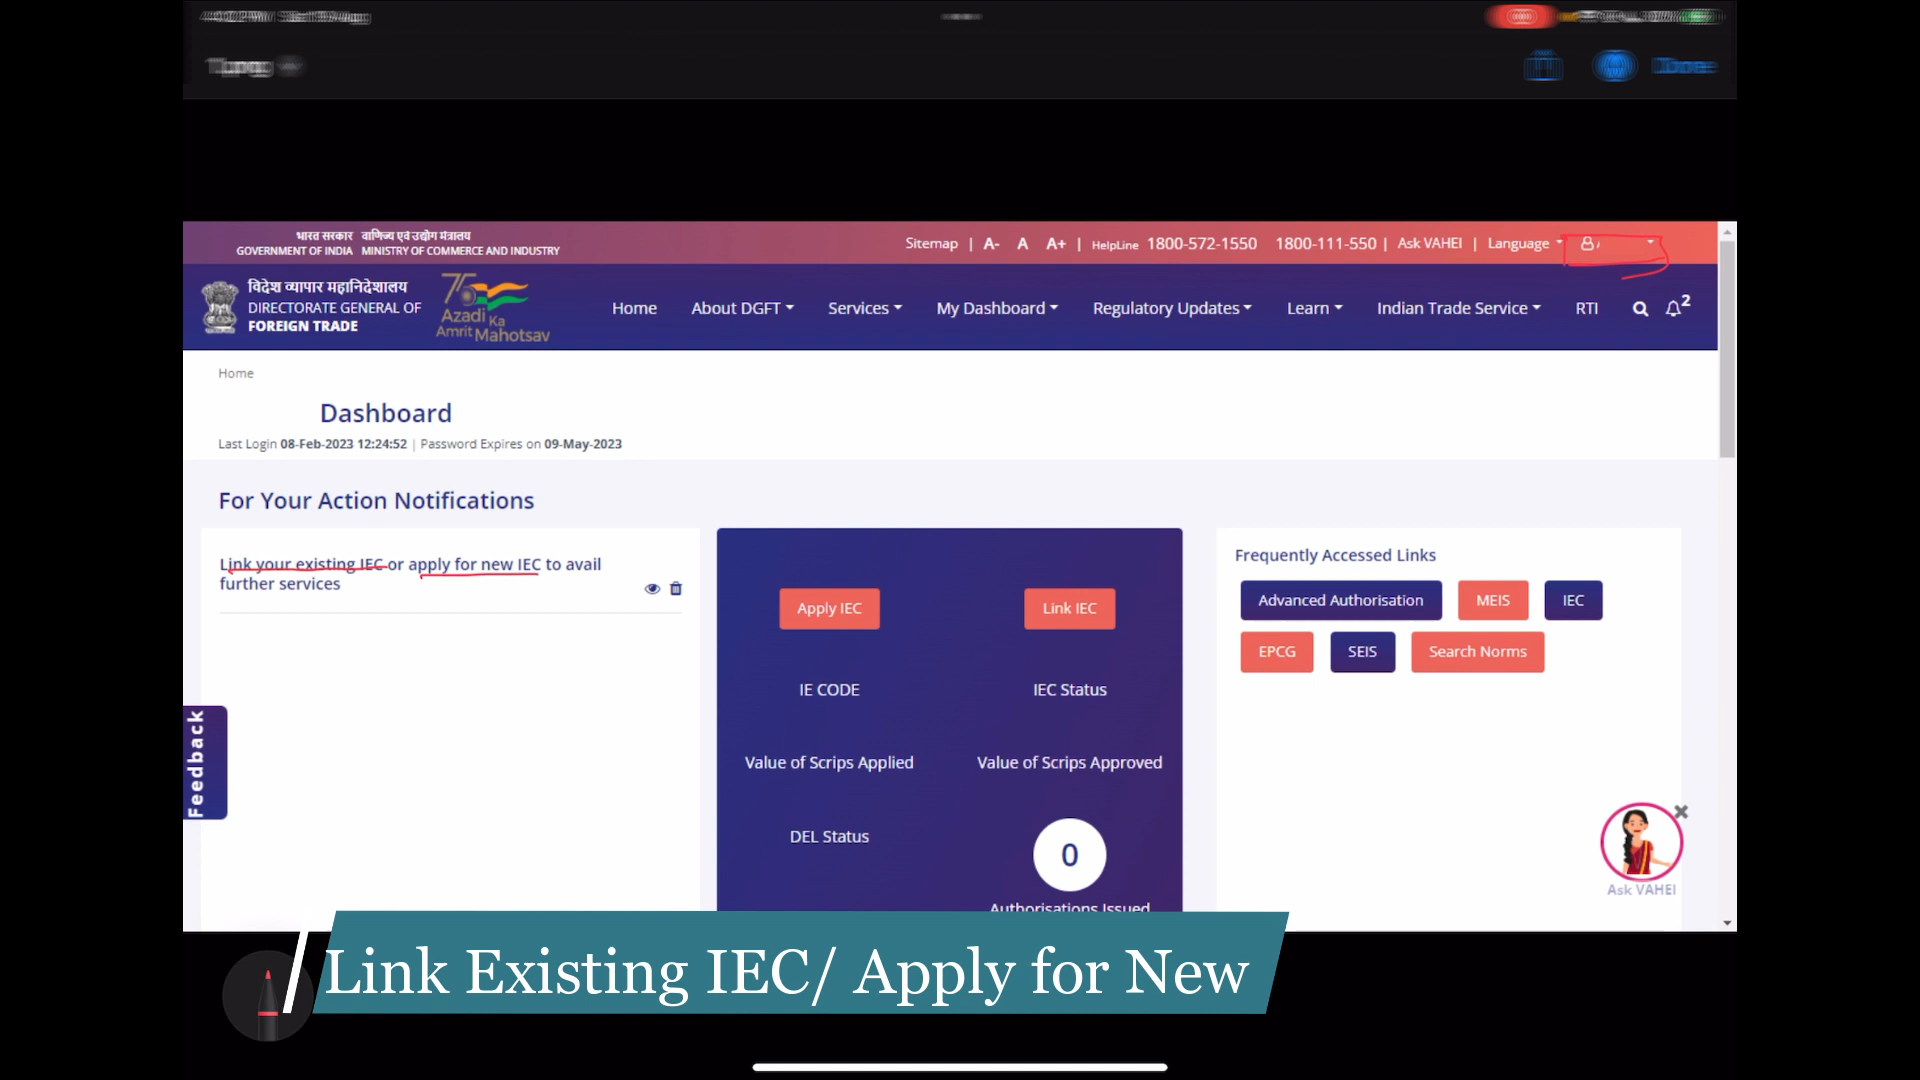 भारत सरकार वाणिज्य एवं उद्योग मंत्रालय
GOVERNMENT OF INDIA MINISTRY OF COMMERCE AND INDUSTRY
Sitemap | A- A A+ | HelpLine 1800-572-1550 1800-111-550 | Ask VAHEI | Language
विदेश व्यापार महानिदेशालय
DIRECTORATE GENERAL OF
FOREIGN TRADE
75
Azadi Ka
Amrit Mahotsav
Home About DGFT Services My Dashboard Regulatory Updates Learn Indian Trade Service RTI 2
Home
Dashboard
Last Login 08-Feb-2023 12:24:52 | Password Expires on 09-May-2023
For Your Action Notifications
Link your existing IEC or apply for new IEC to avail
further services
Apply IEC Link IEC
IE CODE IEC Status
Value of Scrips Applied Value of Scrips Approved
DEL Status
0
Authorisations Issued
Frequently Accessed Links
Advanced Authorisation MEIS IEC
EPCG SEIS Search Norms
Feedback
Ask VAHEI
Link Existing IEC/ Apply for New